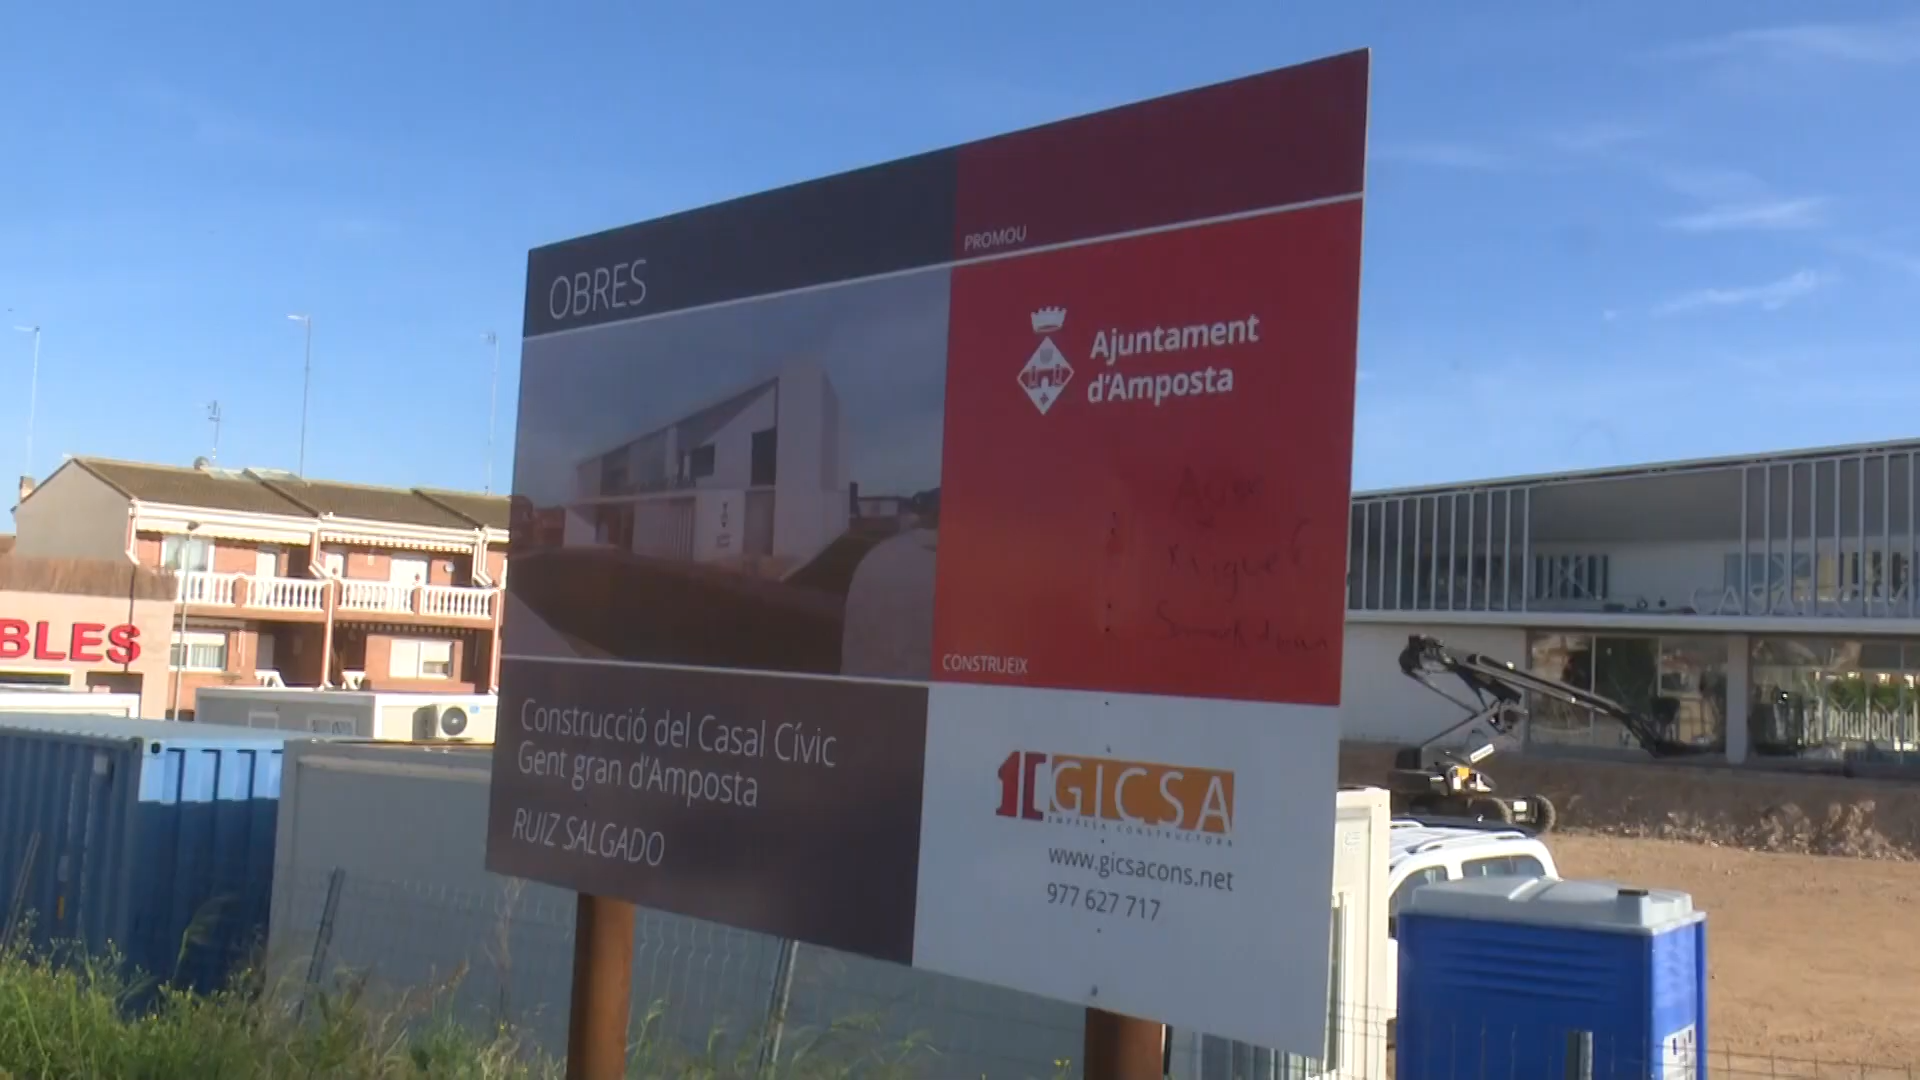 OBRES
PROMOU
Ajuntament
d'Amposta
CONSTRUEIX
Construcció del Casal Cívic
Gent gran d'Amposta
RUIZ SALGADO
GICSA
EMPRESA CONSTRUCTORA
www.gicsacons.net
977 627 717
BLES